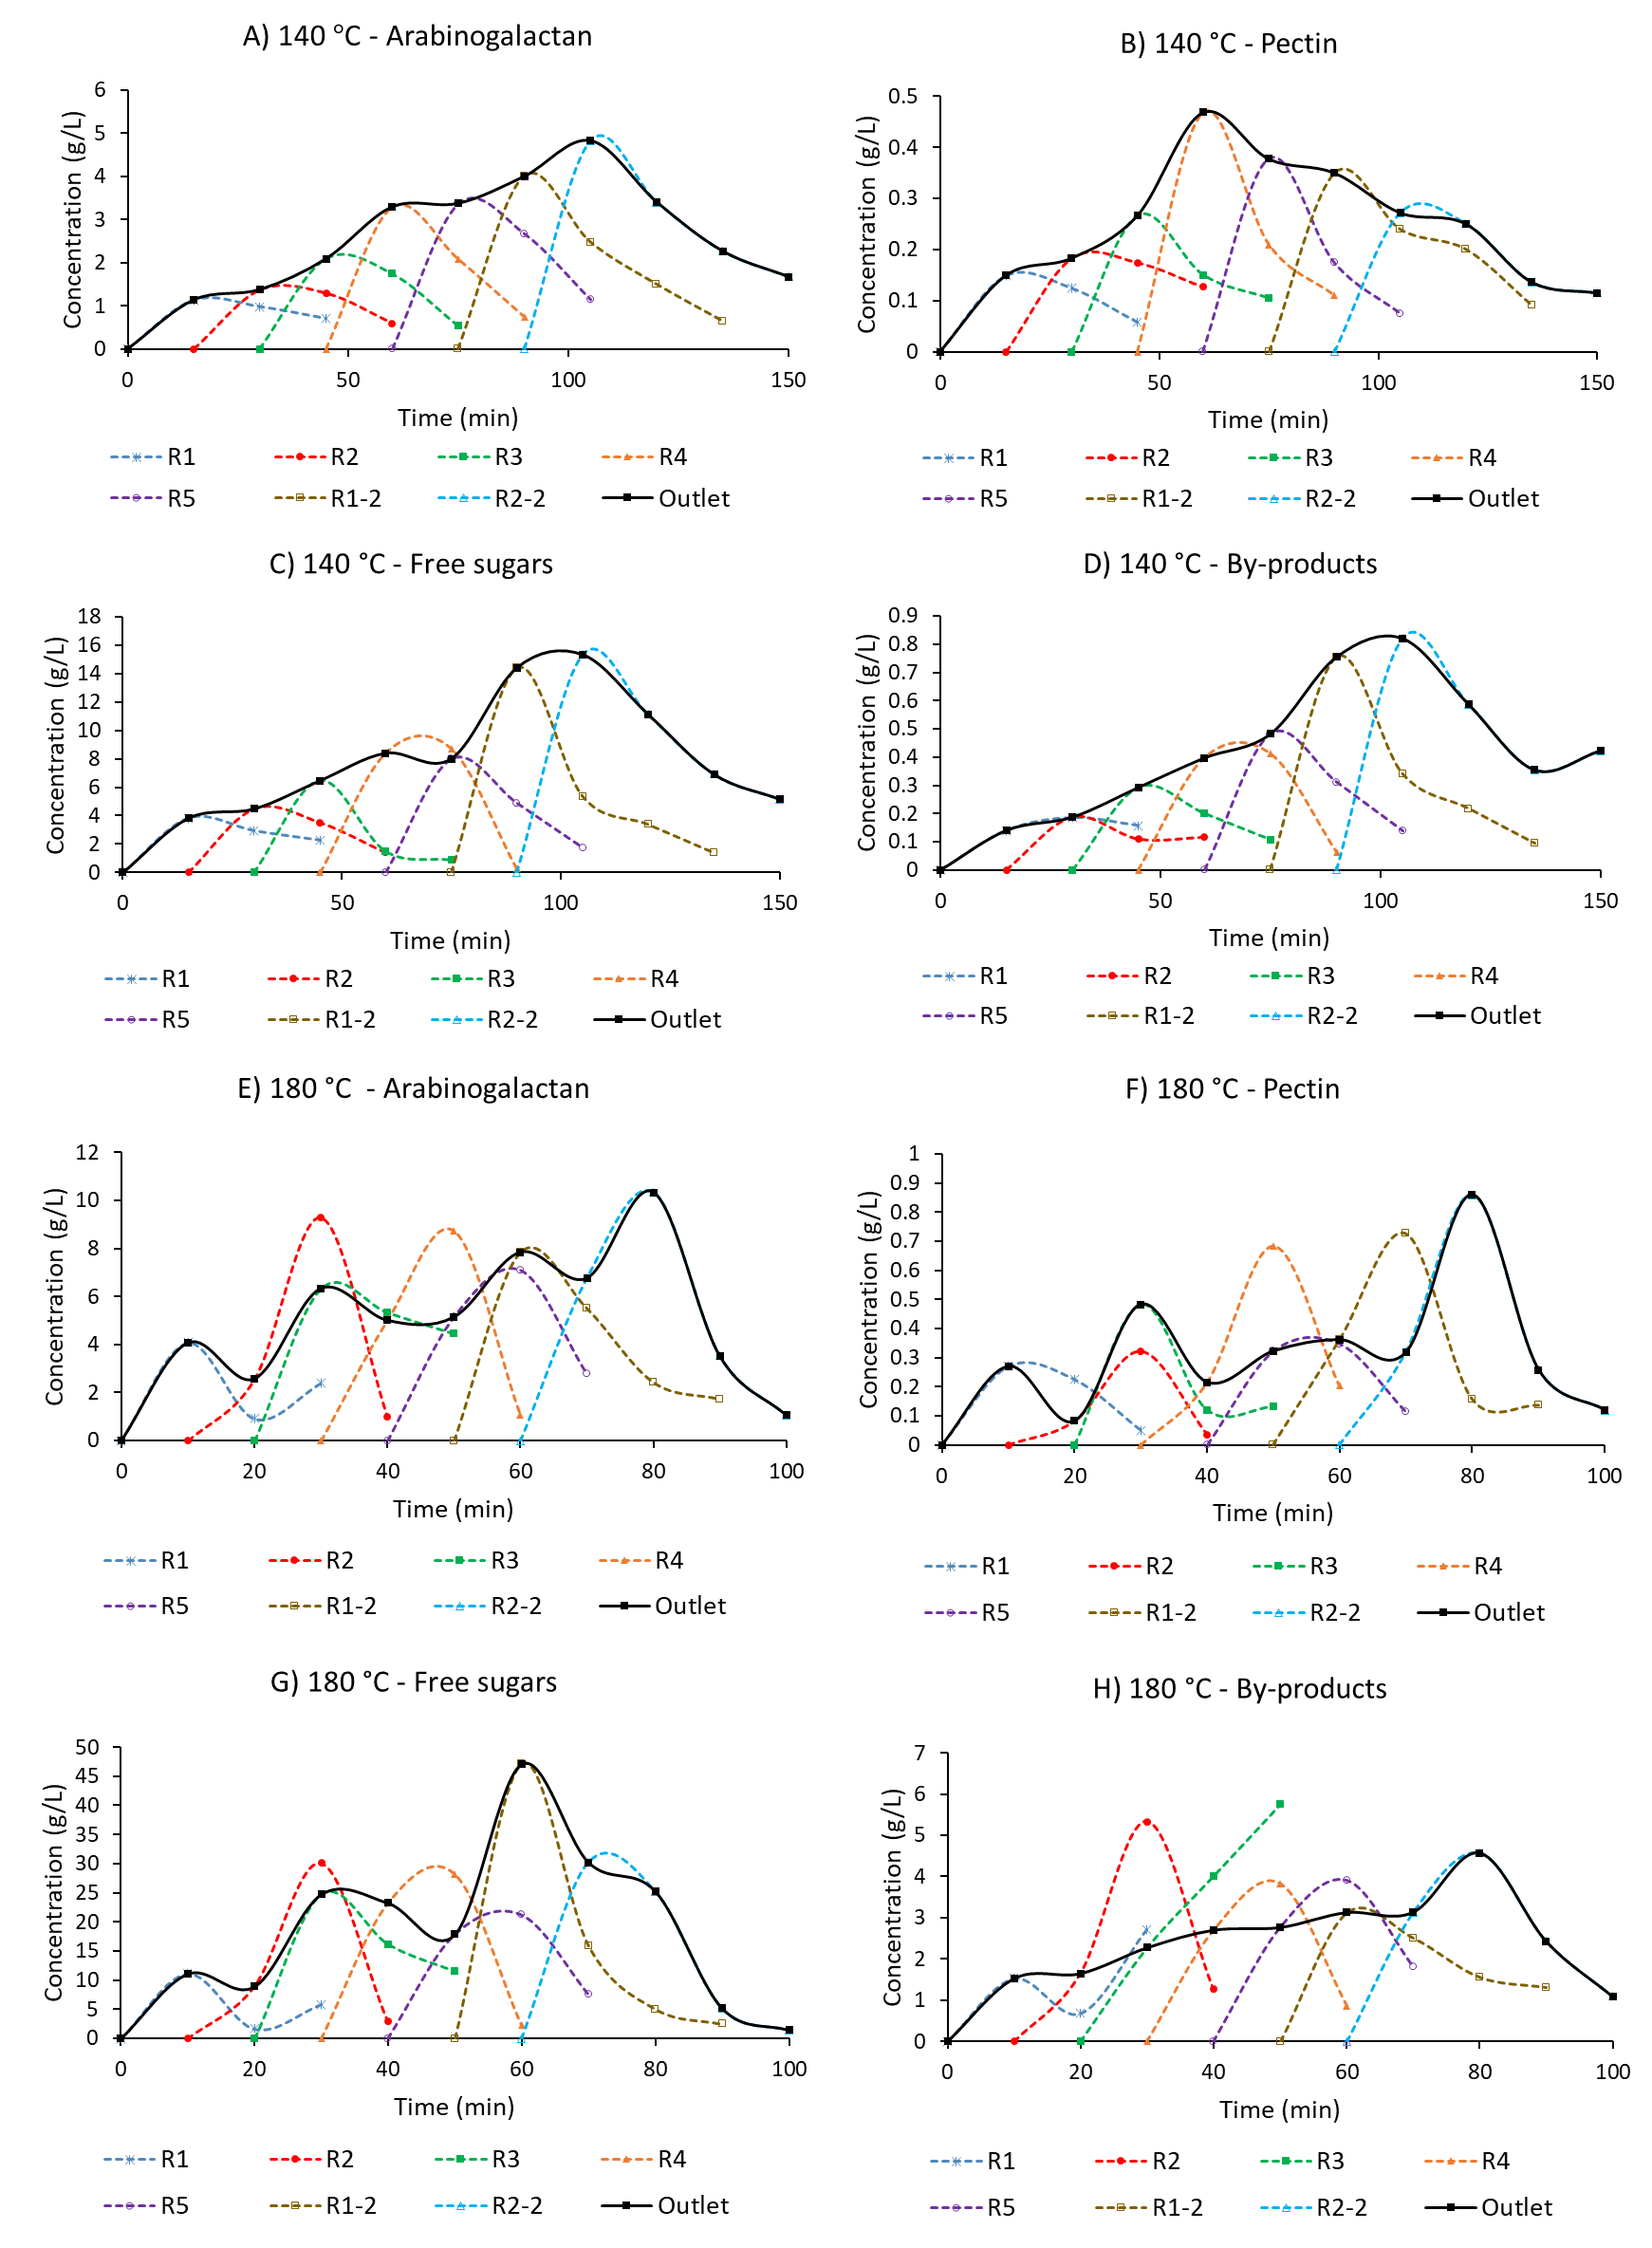 A) 140 °C - Arabinogalactan
Concentration (g/L)
6
5
4
3
2
1
0
0 50 100 150
Time (min)
R1 R2 R3 R4
R5 R1-2 R2-2 Outlet
B) 140 °C - Pectin
Concentration (g/L)
0.5
0.4
0.3
0.2
0.1
0
0 50 100 150
Time (min)
R1 R2 R3 R4
R5 R1-2 R2-2 Outlet
C) 140 °C - Free sugars
Concentration (g/L)
18
16
14
12
10
8
6
4
2
0
0 50 100 150
Time (min)
R1 R2 R3 R4
R5 R1-2 R2-2 Outlet
D) 140 °C - By-products
Concentration (g/L)
0.9
0.8
0.7
0.6
0.5
0.4
0.3
0.2
0.1
0
0 50 100 150
Time (min)
R1 R2 R3 R4
R5 R1-2 R2-2 Outlet
E) 180 °C - Arabinogalactan
Concentration (g/L)
12
10
8
6
4
2
0
0 20 40 60 80 100
Time (min)
R1 R2 R3 R4
R5 R1-2 R2-2 Outlet
F) 180 °C - Pectin
Concentration (g/L)
1
0.9
0.8
0.7
0.6
0.5
0.4
0.3
0.2
0.1
0
0 20 40 60 80 100
Time (min)
R1 R2 R3 R4
R5 R1-2 R2-2 Outlet
G) 180 °C - Free sugars
Concentration (g/L)
50
45
40
35
30
25
20
15
10
5
0
0 20 40 60 80 100
Time (min)
R1 R2 R3 R4
R5 R1-2 R2-2 Outlet
H) 180 °C - By-products
Concentration (g/L)
7
6
5
4
3
2
1
0
0 20 40 60 80 100
Time (min)
R1 R2 R3 R4
R5 R1-2 R2-2 Outlet